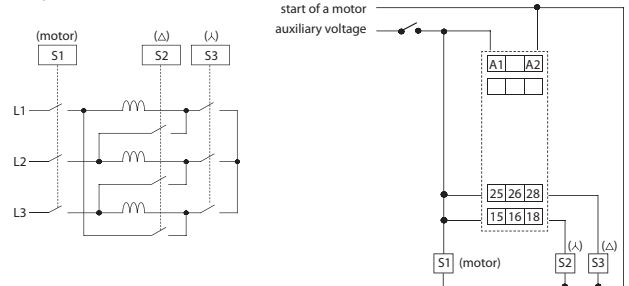 start of a motor
auxiliary voltage
(motor) (△) (⅄)
S1 S2 S3
L1
L2
L3
A1 A2
25 26 28
15 16 18
(⅄) (△)
S1 (motor) S2 S3